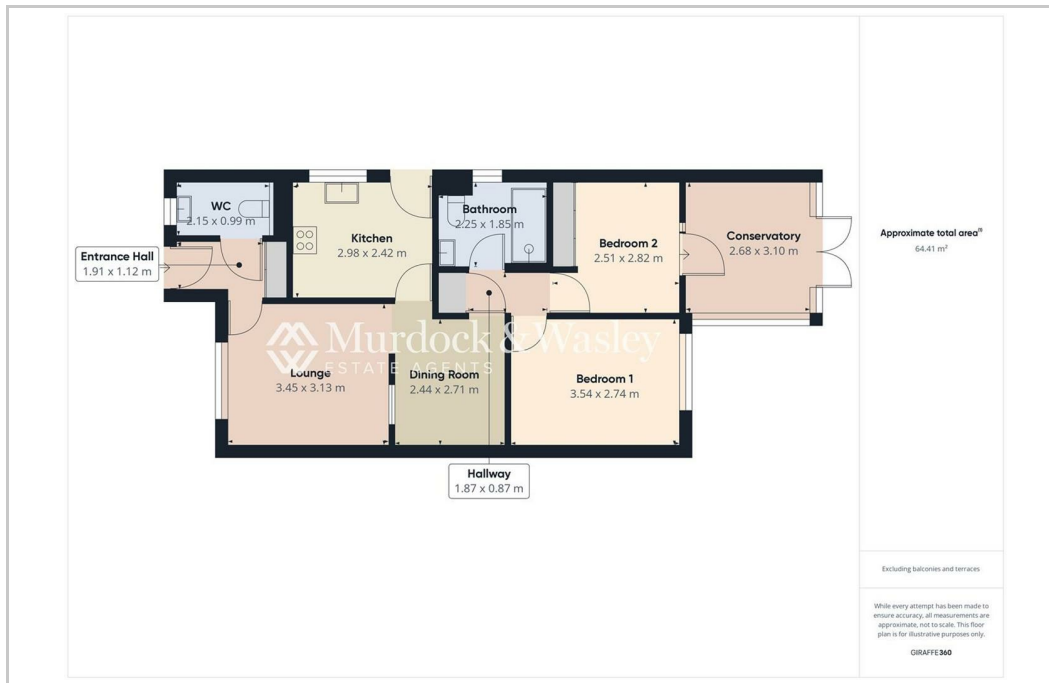 WC
2.15 x 0.99 m
Entrance Hall
1.91 x 1.12 m
Kitchen
2.98 x 2.42 m
Bathroom
2.25 x 1.85 m
Bedroom 2
2.51 x 2.82 m
Conservatory
2.68 x 3.10 m
Murdock & Wasley
ESTATE AGENTS
Lounge
3.45 x 3.13 m
Dining Room
2.44 x 2.71 m
Bedroom 1
3.54 x 2.74 m
Hallway
1.87 x 0.87 m
Approximate total area⁽¹⁾
64.41 m²
Excluding balconies and terraces
While every attempt has been made to
ensure accuracy, all measurements are
approximate, not to scale. This floor
plan is for illustrative purposes only.
GIRAFFE360